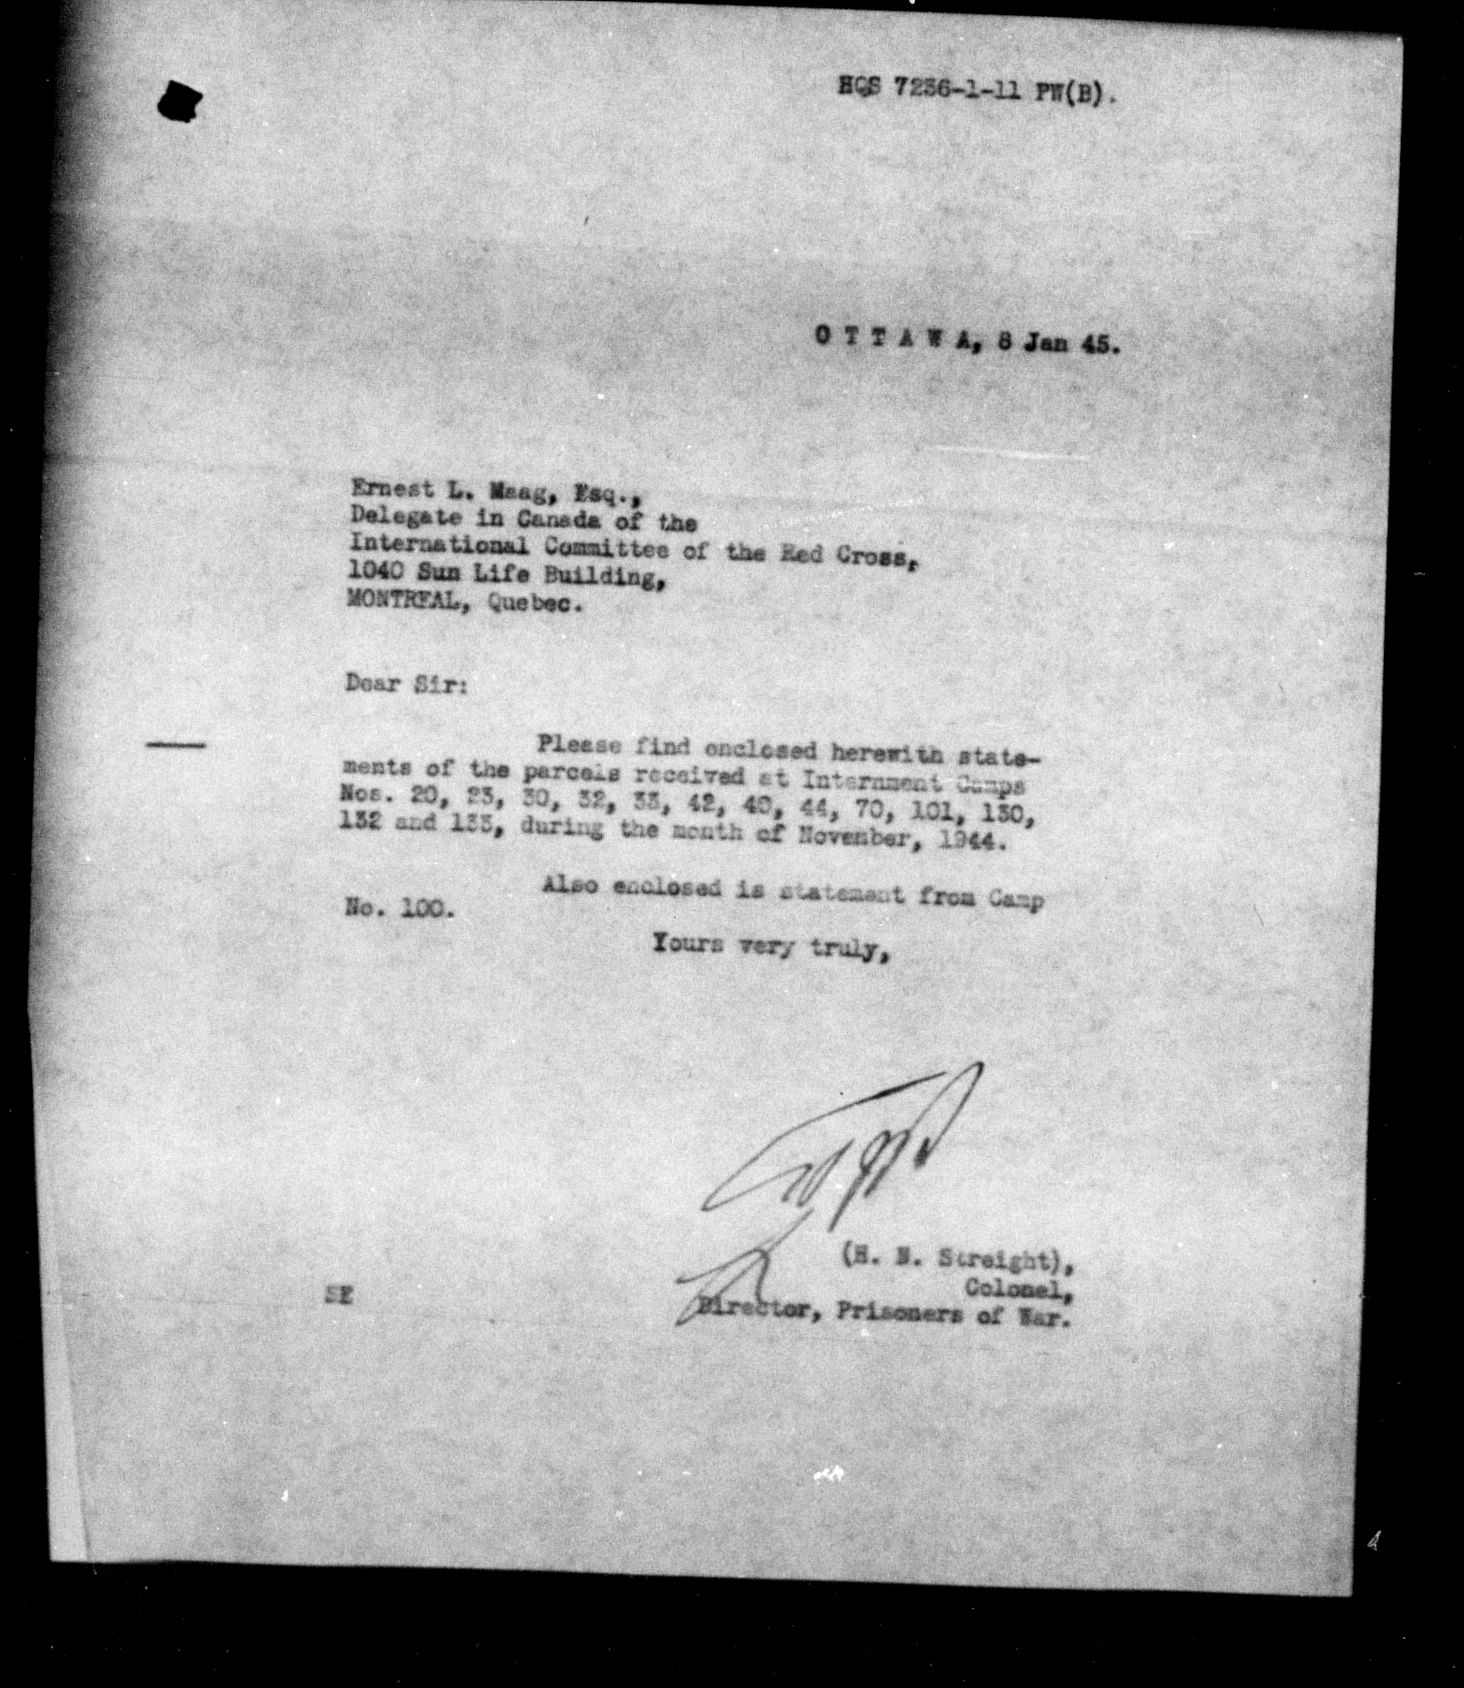 HQS 7236-1-11 PW(B).
O T T A W A, 8 Jan 45.
Ernest L. Maag, Esq.,
Delegate in Canada of the
International Committee of the Red Cross,
1040 Sun Life Building,
MONTREAL, Quebec.
Dear Sir:
Please find enclosed herewith state-
ments of the parcels received at Internment Camps
Nos. 20, 23, 30, 32, 33, 42, 40, 44, 70, 101, 130,
132 and 133, during the month of November, 1944.
Also enclosed is statement from Camp
No. 100.
Yours very truly,
(H. N. Streight),
Colonel,
Director, Prisoners of War.